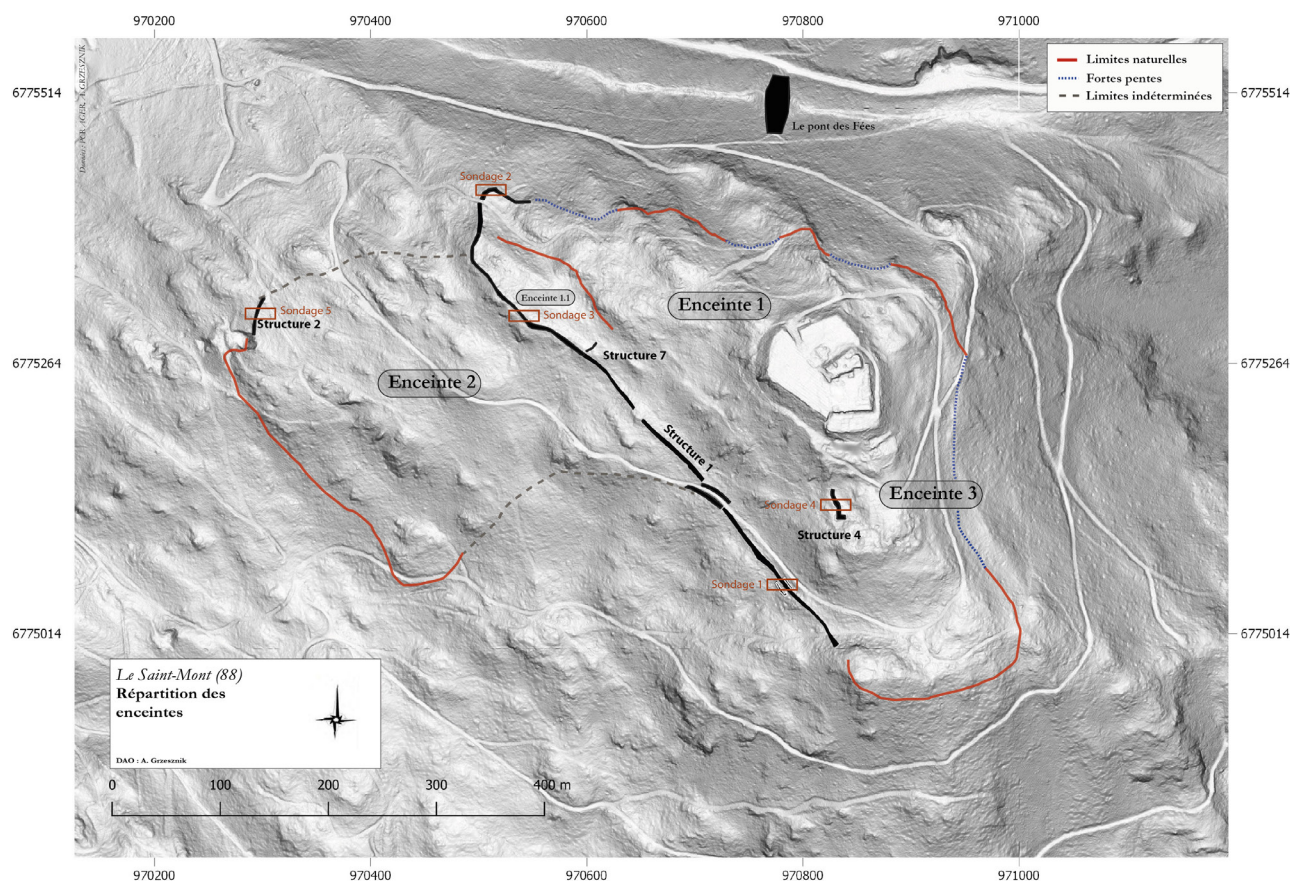 970200 970400 970600 970800 971000
Limites naturelles
Fortes pentes
Limites indéterminées
6775514 6775514
Le pont des Fées
Sondage 2
Enceinte 1.1
Enceinte 1
Sondage 5
Sondage 3
Structure 2
Structure 7
6775264 6775264
Enceinte 2
Structure 1
Enceinte 3
Sondage 4
Structure 4
Sondage 1
6775014 6775014
Le Saint-Mont (88)
Répartition des
enceintes
DAO : A. Grzesznik
0 100 200 300 400 m
970200 970400 970600 970800 971000